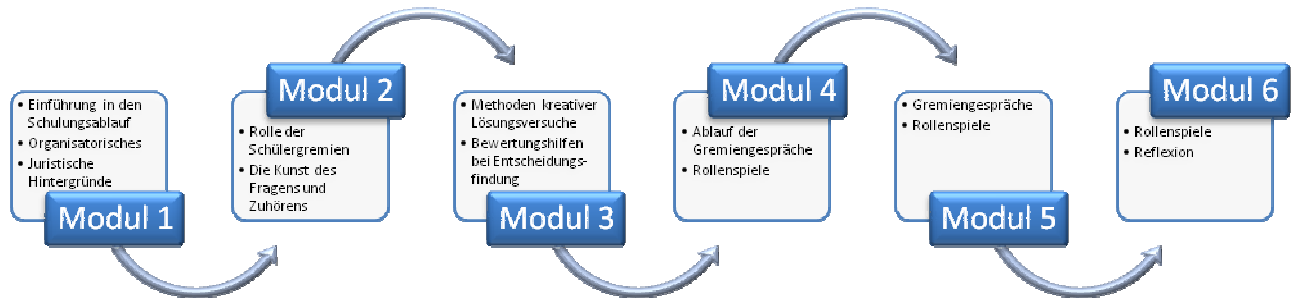 • Einführung in den
Schulungsablauf
• Organisatorisches
• Juristische
Hintergründe
Modul 1
Modul 2
• Rolle der
Schülergremien
• Die Kunst des
Fragens und
Zuhörens
• Methoden kreativer
Lösungsversuche
• Bewertungshilfen
bei Entscheidungs-
findung
Modul 3
Modul 4
• Ablauf der
Gremiengespräche
• Rollenspiele
• Gremiengespräche
• Rollenspiele
Modul 5
Modul 6
• Rollenspiele
• Reflexion